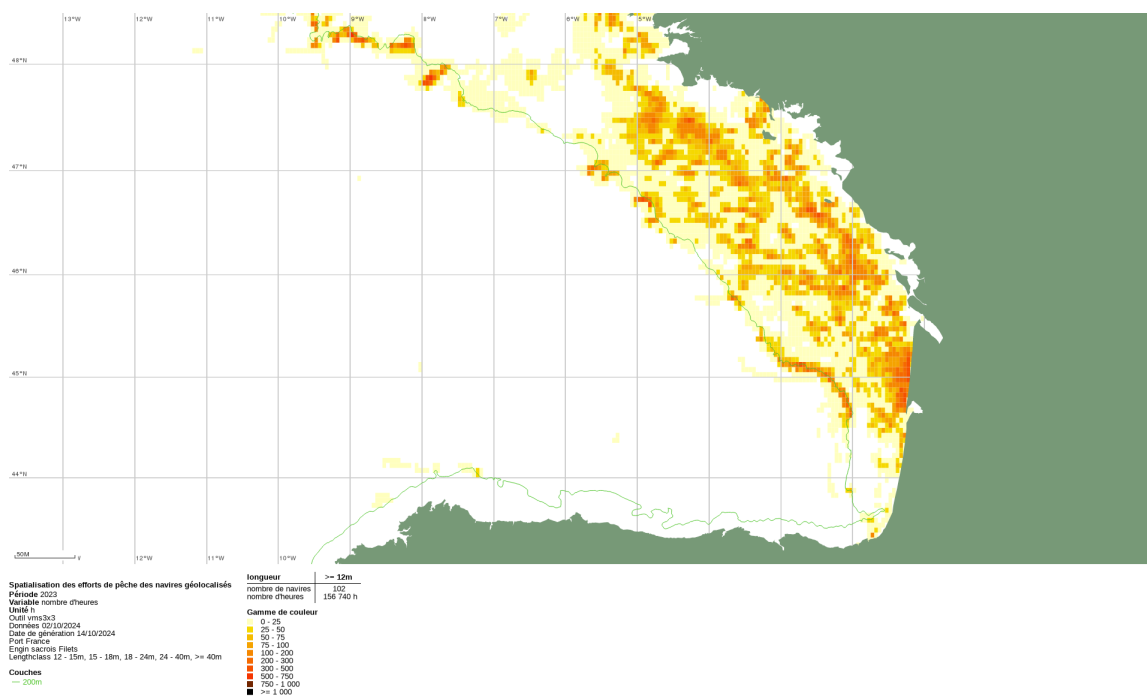 13°W 12°W 11°W 10°W 9°W 8°W 7°W 6°W 5°W
48°N
47°N
46°N
45°N
44°N
50M
12°W 11°W 10°W
Spatialisation des efforts de pêche des navires géolocalisés
Période 2023
Variable nombre d'heures
Unité h
Outil vms3x3
Données 02/10/2024
Date de génération 14/10/2024
Port France
Engin sacrois Filets
Lengthclass 12 - 15m, 15 - 18m, 18 - 24m, 24 - 40m, >= 40m
Couches
200m
longueur >= 12m
nombre de navires 102
nombre d'heures 156 740 h
Gamme de couleur
0 - 25
25 - 50
50 - 75
75 - 100
100 - 200
200 - 300
300 - 500
500 - 750
750 - 1 000
>= 1 000